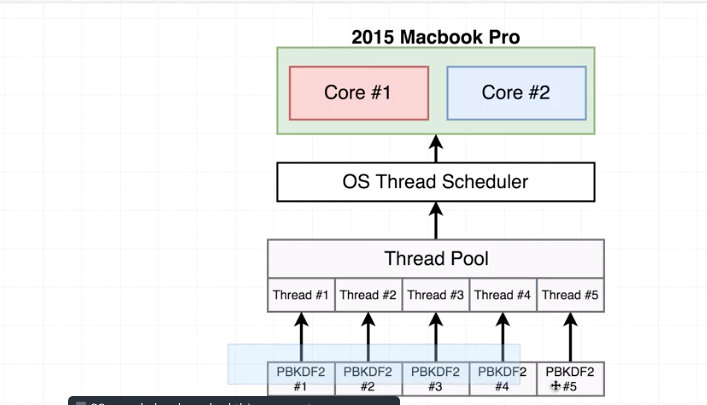 2015 Macbook Pro
Core #1
Core #2
OS Thread Scheduler
Thread Pool
Thread #1
Thread #2
Thread #3
Thread #4
Thread #5
PBKDF2
#1
PBKDF2
#2
PBKDF2
#3
PBKDF2
#4
PBKDF2
#5